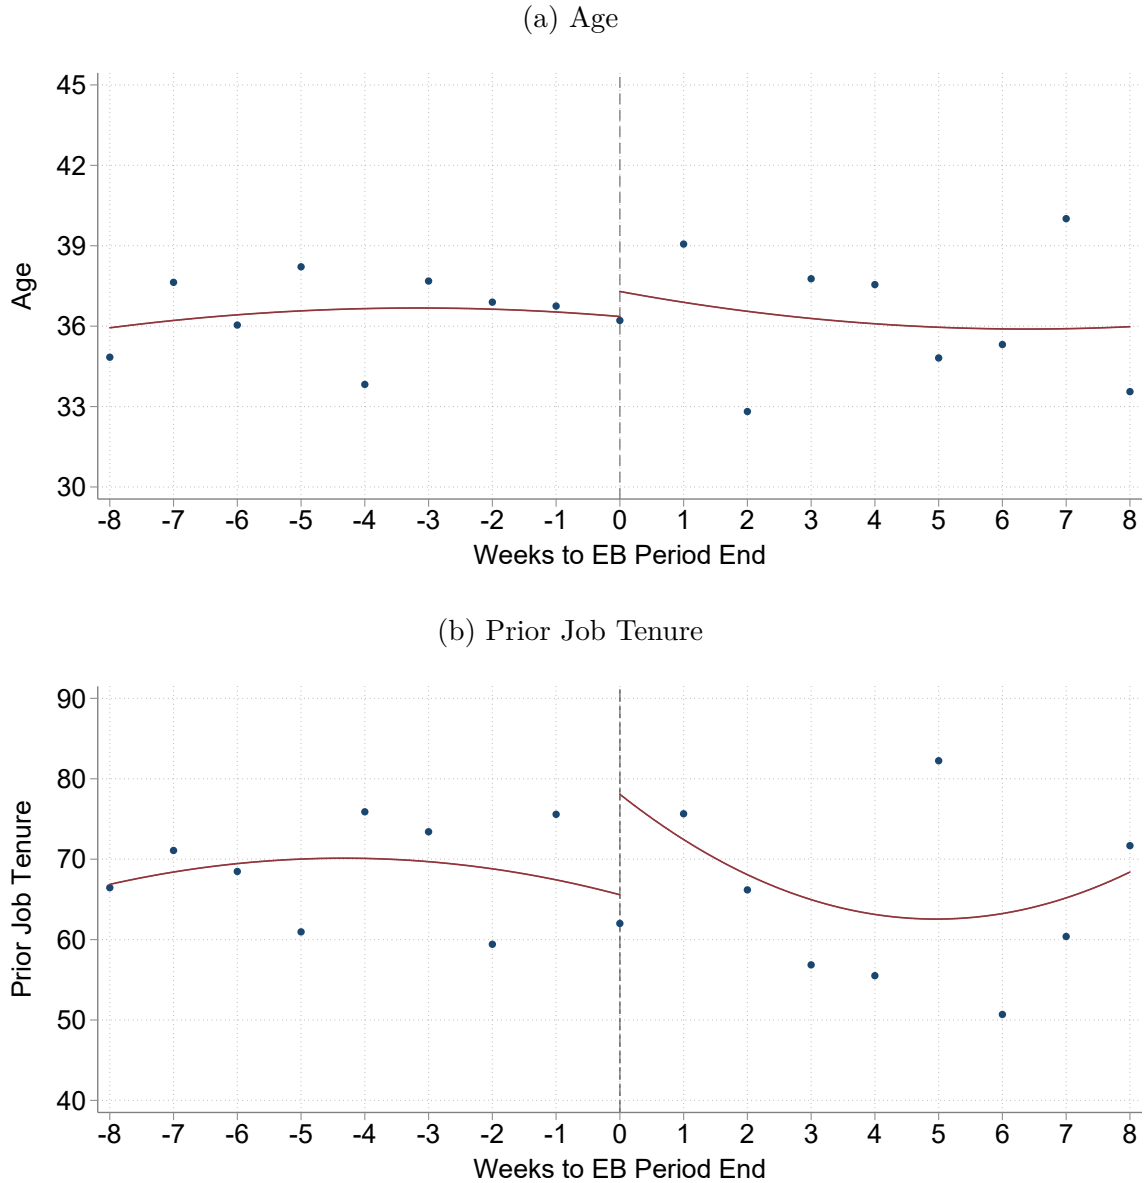 (a) Age
45
42
39
36
33
30
Age
-8 -7 -6 -5 -4 -3 -2 -1 0 1 2 3 4 5 6 7 8
Weeks to EB Period End
(b) Prior Job Tenure
90
80
70
60
50
40
Prior Job Tenure
-8 -7 -6 -5 -4 -3 -2 -1 0 1 2 3 4 5 6 7 8
Weeks to EB Period End